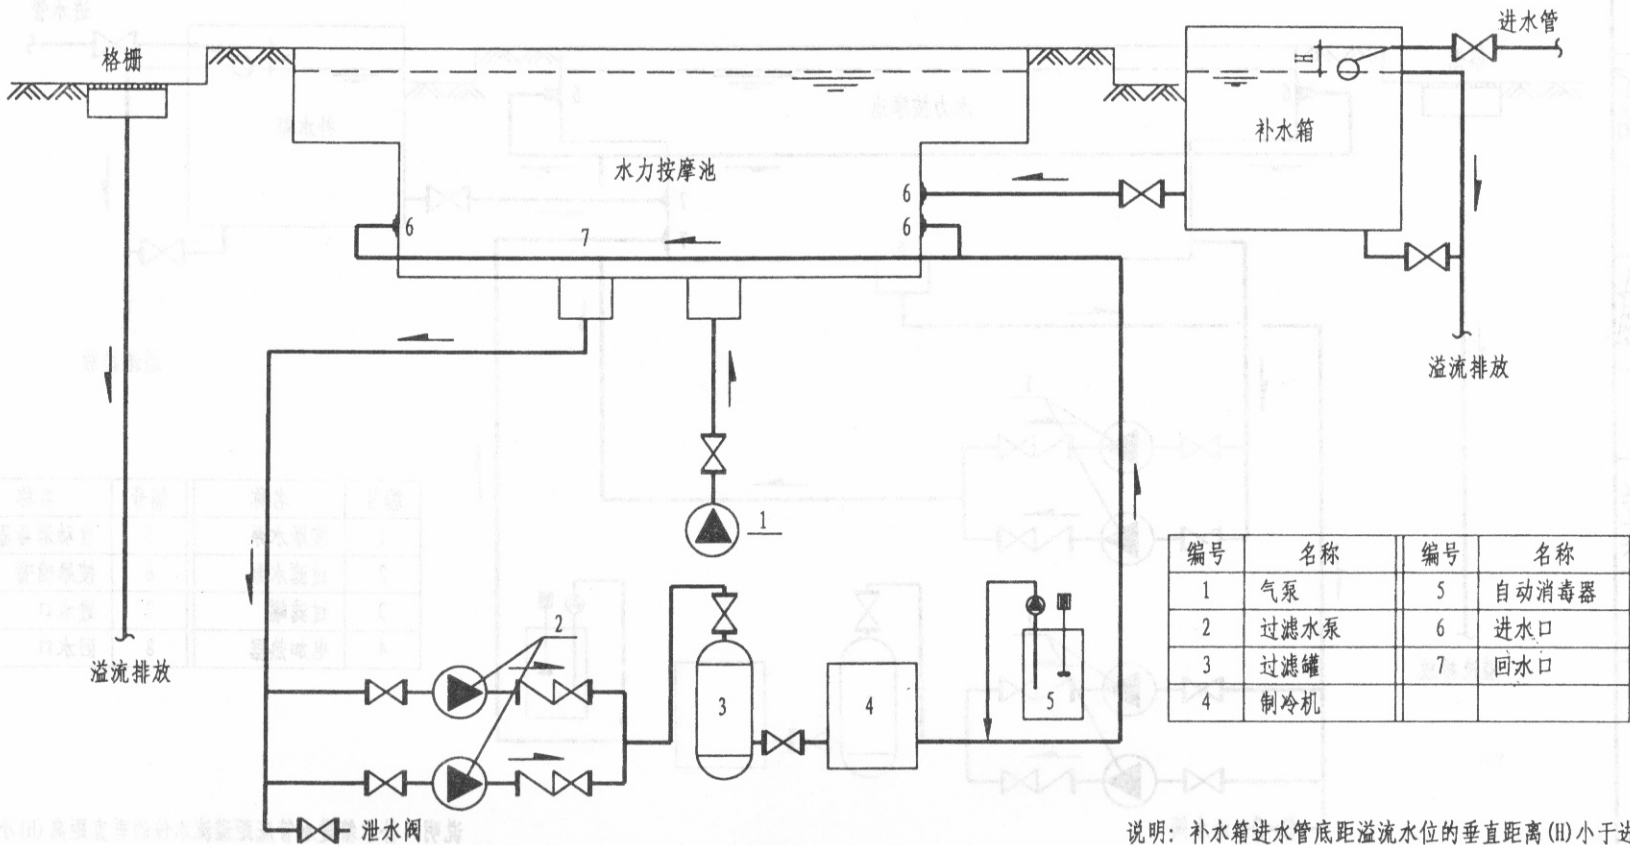 进水管
格栅
H
补水箱
水力按摩池
6
6
6
7
溢流排放
1
2
溢流排放
3
4
5
泄水阀
编号 名称 编号 名称
1 气泵 5 自动消毒器
2 过滤水泵 6 进水口
3 过滤罐 7 回水口
4 制冷机
说明: 补水箱进水管底距溢流水位的垂直距离(H)小于进